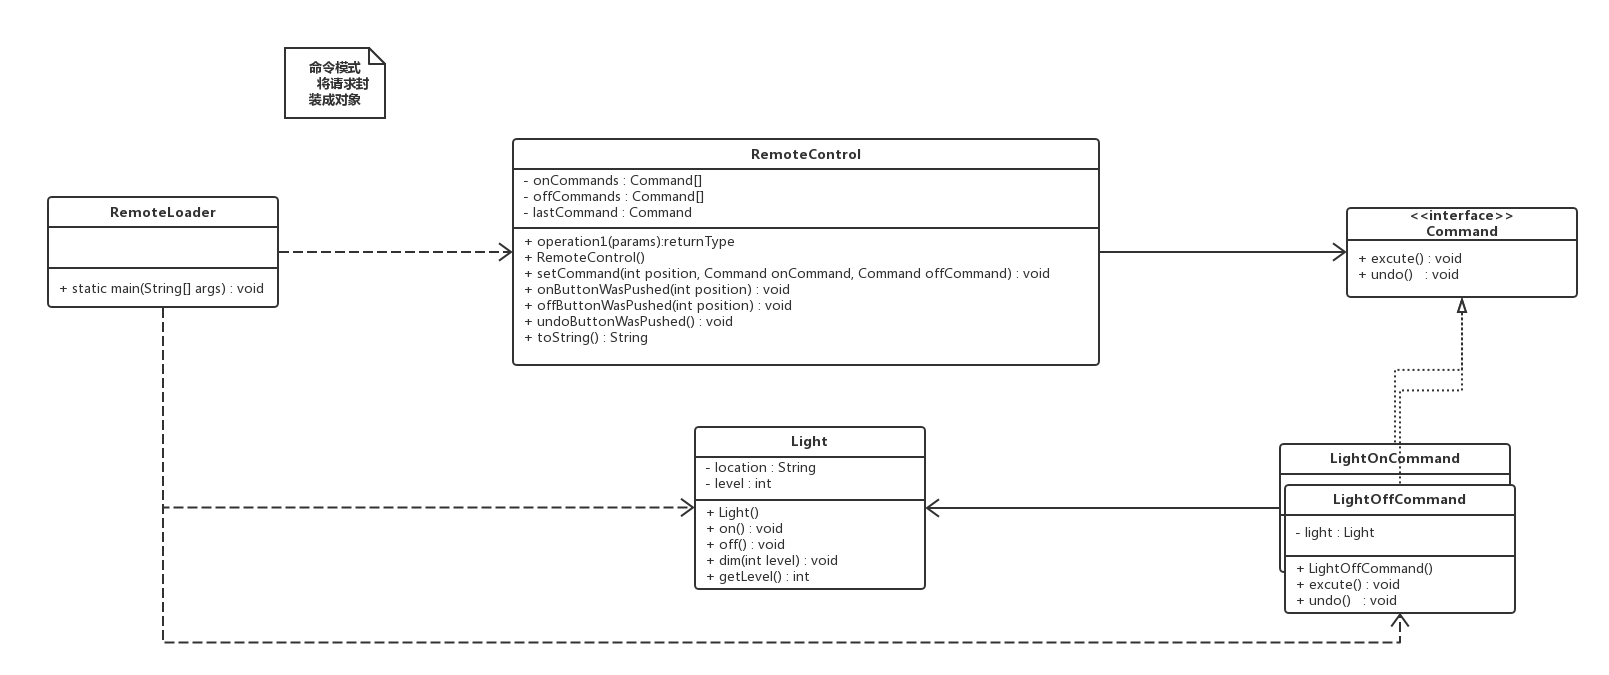 命令模式
将请求封
装成对象
RemoteControl
- onCommands : Command[]
- offCommands : Command[]
- lastCommand : Command
+ operation1(params):returnType
+ RemoteControl()
+ setCommand(int position, Command onCommand, Command offCommand) : void
+ onButtonWasPushed(int position) : void
+ offButtonWasPushed(int position) : void
+ undoButtonWasPushed() : void
+ toString() : String
RemoteLoader
+ static main(String[] args) : void
<<interface>>
Command
+ excute() : void
+ undo() : void
Light
- location : String
- level : int
+ Light()
+ on() : void
+ off() : void
+ dim(int level) : void
+ getLevel() : int
LightOnCommand
LightOffCommand
- light : Light
+ LightOffCommand()
+ excute() : void
+ undo() : void